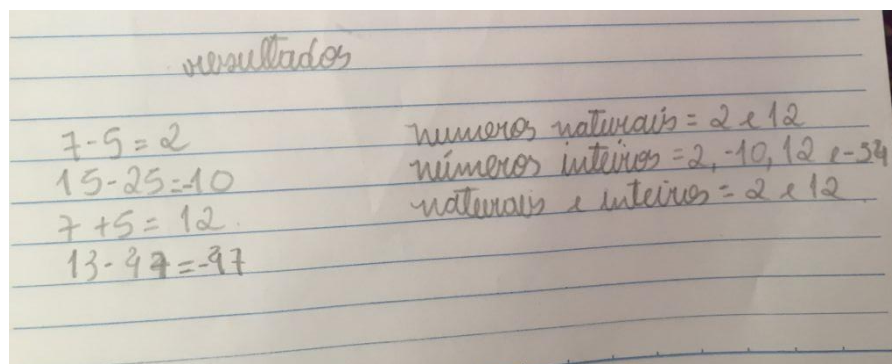 resultados
7-5=2
15-25=-10
7+5=12.
numeros naturais = 2 e 12
números inteiros = 2, -10, 12 e -34
naturais e inteiros = 2 e 12